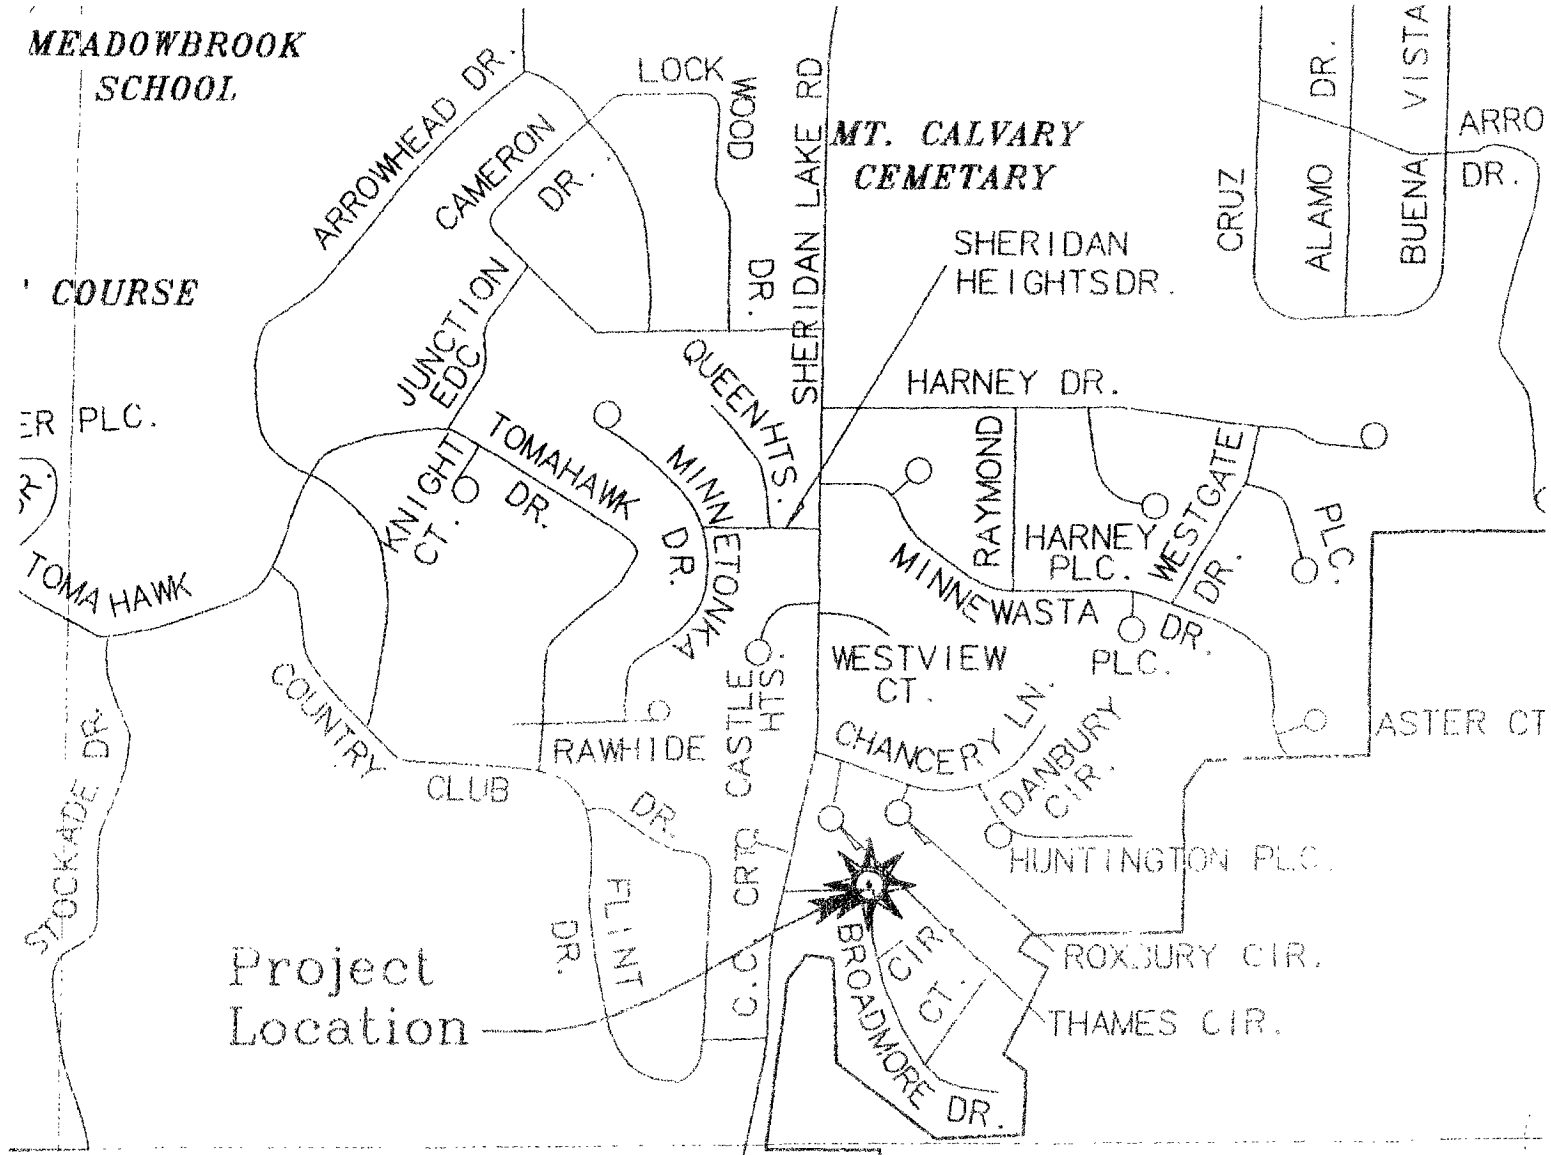 MEADOWBROOK
SCHOOL
ARROWHEAD DR.
LOCK
WOOD
DR.
SHERIDAN LAKE RD
MT. CALVARY
CEMETARY
CRUZ
ALAMO DR.
BUENA VISTA
ARRO
DR.
CAMERON
DR.
SHERIDAN
HEIGHTS DR.
' COURSE
JUNCTION
EDC
QUEEN HTS.
HARNEY DR.
ER PLC.
DR.
KNIGHT
CT.
TOMAHAWK
DR.
MINNETONKA
DR.
RAYMOND
HARNEY
PLC.
WESTGATE
DR.
PLC.
TOMAHAWK
MINNEWASTA
DR.
PLC.
WESTVIEW
CT.
CASTLE
HTS.
COUNTRY
CLUB
DR.
RAWHIDE
CHANCERY LN.
DANBURY
CIR.
ASTER CT
STOCKADE DR.
HUNTINGTON PLC.
FLINT
DR.
C.C CRT
Project
Location
BROADMORE DR.
CIR.
CT.
ROXBURY CIR.
THAMES CIR.